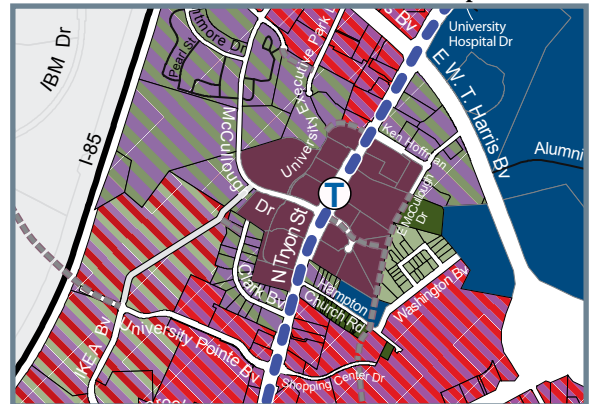 IBM Dr
I-85
Pearl St
University Executive Park D
s Bv
University
Hospital Dr
E W. T. Harris Bv
Alumni
Ken Hoffman
McCullough
Dr
E McCullough
Dr
T
N Tryon St
Clark Bv
Hampton
Church Rd
Washington Bv
IKEA Bv
University Pointe Bv
Shopping Center Dr